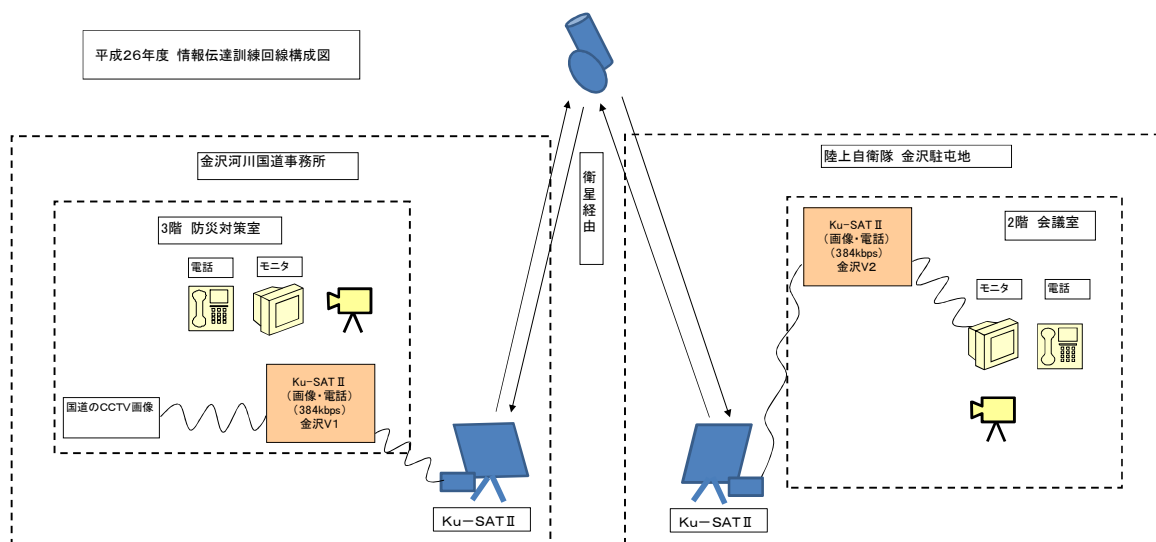 平成26年度 情報伝達訓練回線構成図
金沢河川国道事務所
3階 防災対策室
電話
モニタ
国道のCCTV画像
Ku-SATⅡ
(画像・電話)
(384kbps)
金沢V1
Ku-SATⅡ
衛星経由
陸上自衛隊 金沢駐屯地
2階 会議室
Ku-SATⅡ
(画像・電話)
(384kbps)
金沢V2
モニタ
電話
Ku-SATⅡ